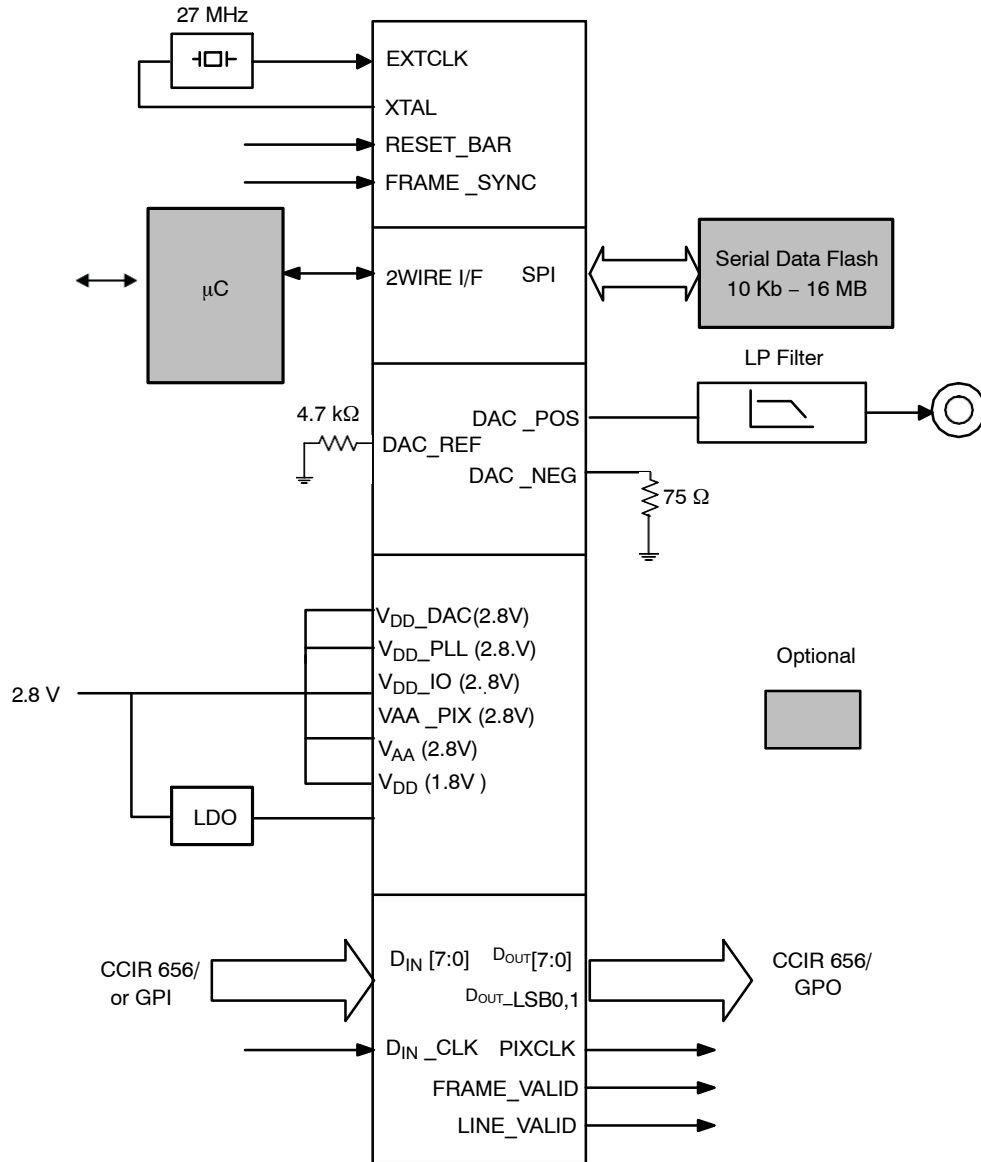 27 MHz
EXTCLK
XTAL
RESET_BAR
FRAME _SYNC
µC
2WIRE I/F SPI
Serial Data Flash
10 Kb – 16 MB
LP Filter
4.7 kΩ
DAC _POS
DAC_REF
DAC _NEG
75 Ω
VDD_DAC(2.8V)
VDD_PLL (2.8.V)
VDD_IO (2..8V)
VAA _PIX (2.8V)
VAA (2.8V)
VDD (1.8V )
2.8 V
LDO
Optional
CCIR 656/
or GPI
DIN [7:0] DOUT[7:0]
DOUT_LSB0,1
CCIR 656/
GPO
DIN _CLK PIXCLK
FRAME_VALID
LINE_VALID